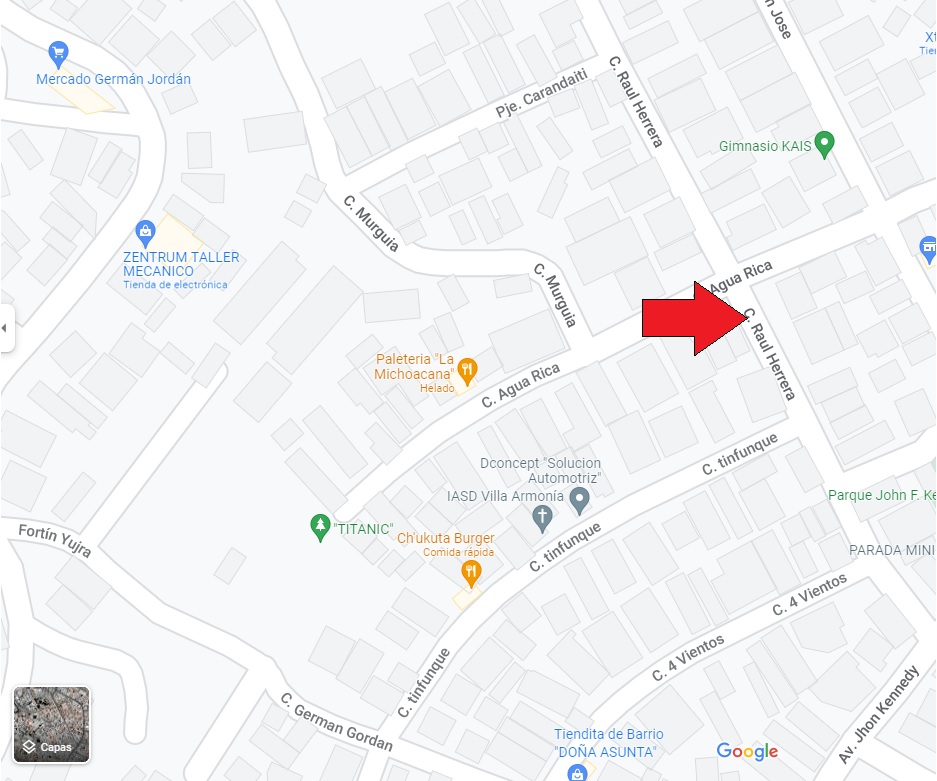 n Jose
Xt
Tien
Mercado Germán Jordán
Pje. Carandaiti
C. Raul Herrera
Gimnasio KAIS
C. Murguia
ZENTRUM TALLER
MECANICO
Tienda de electrónica
C. Murguia
Agua Rica
C. Raul Herrera
Paleteria "La
Michoacana"
Helado
C. Agua Rica
C. tinfunque
Dconcept "Solucion
Automotriz"
IASD Villa Armonía
Parque John F. Ke
"TITANIC"
Ch'ukuta Burger
Comida rápida
Fortín Yujra
C. tinfunque
PARADA MINI
C. 4 Vientos
C. 4 Vientos
C. tinfunque
C. German Gordan
Av. Jhon Kennedy
Tiendita de Barrio
"DOÑA ASUNTA"
Capas
Google